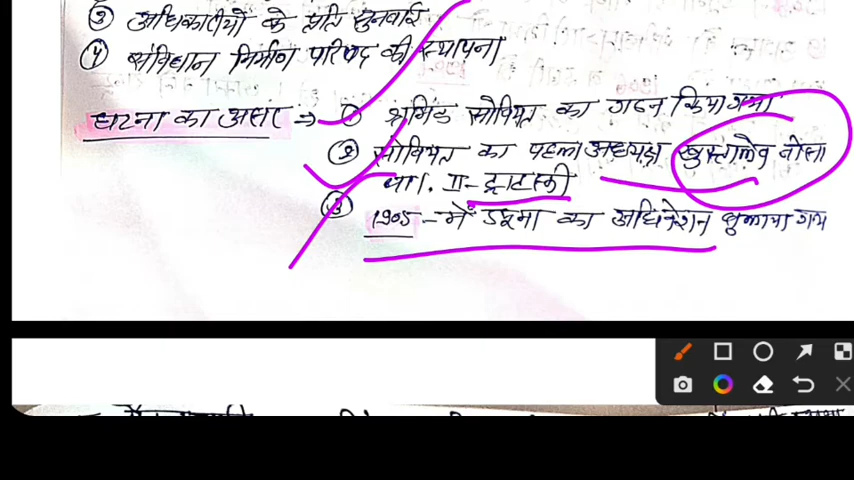 ③ अधिकारीयों के प्रति सुनवाई
④ संविधान निर्माण परिषद की स्थापना
घटना का असर ⇒ ① श्रमिक सोवियत का गठन किया गया
② सोवियत का पहला अध्यक्ष खुस्तालेव नोसा
था। II - ट्राटस्की
③ 1905 - में ड्यूमा का अधिवेशन बुलाया गया